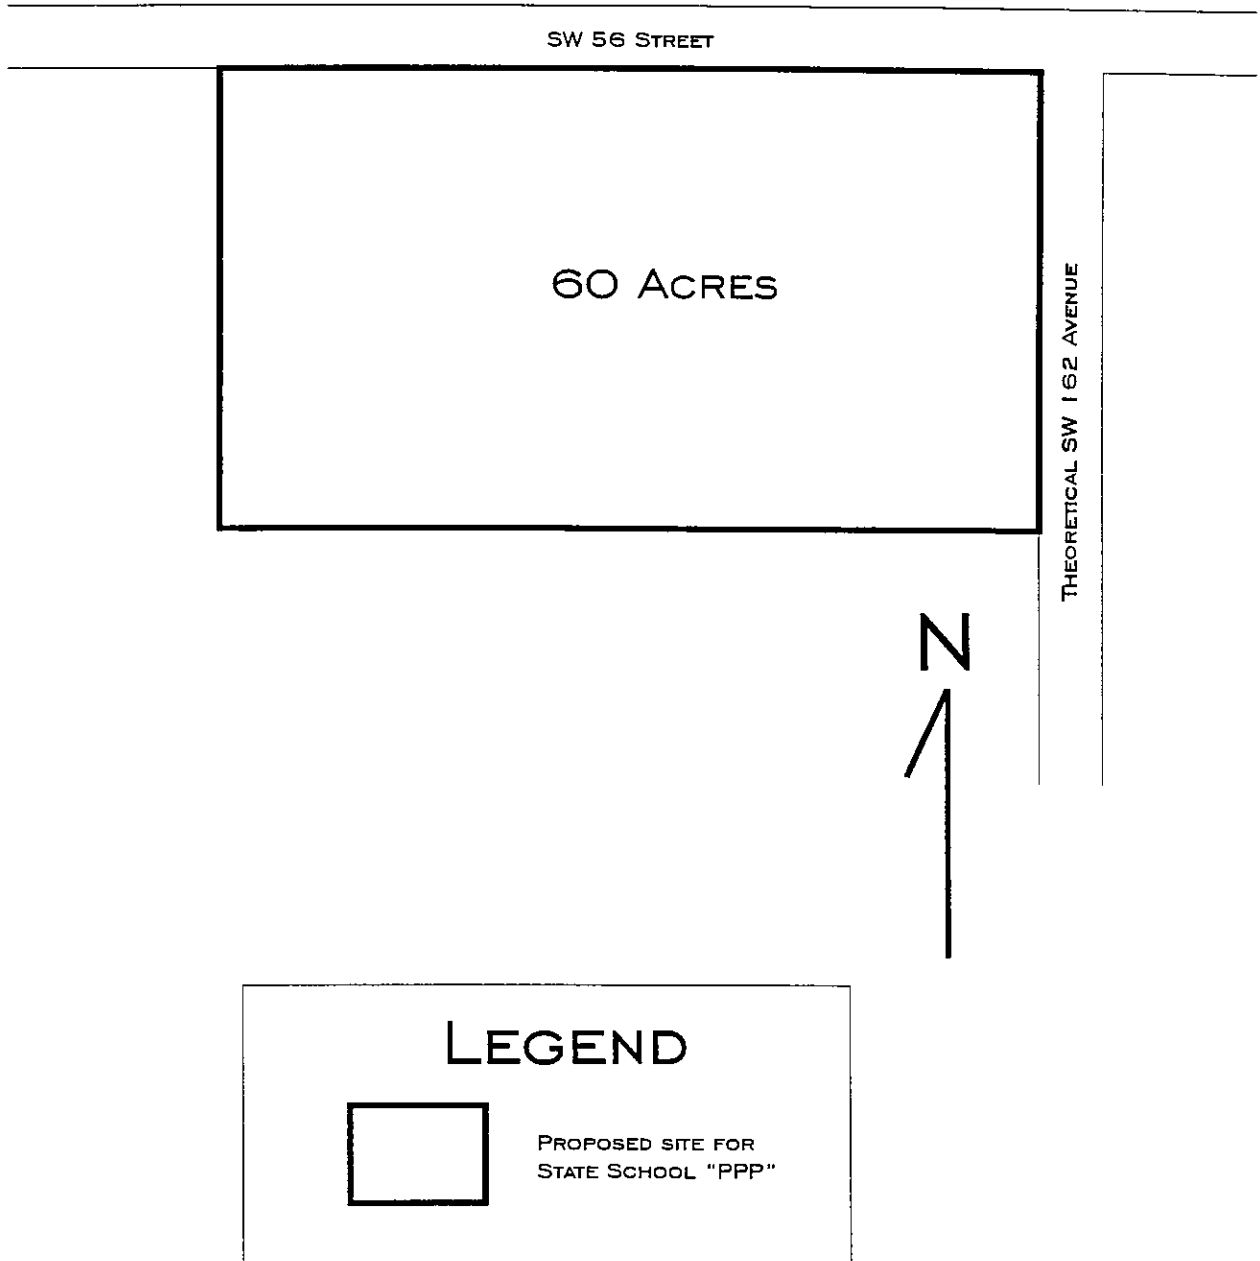 SW 56 STREET
60 ACRES
THEORETICAL SW 162 AVENUE
N
LEGEND
PROPOSED SITE FOR
STATE SCHOOL "PPP"